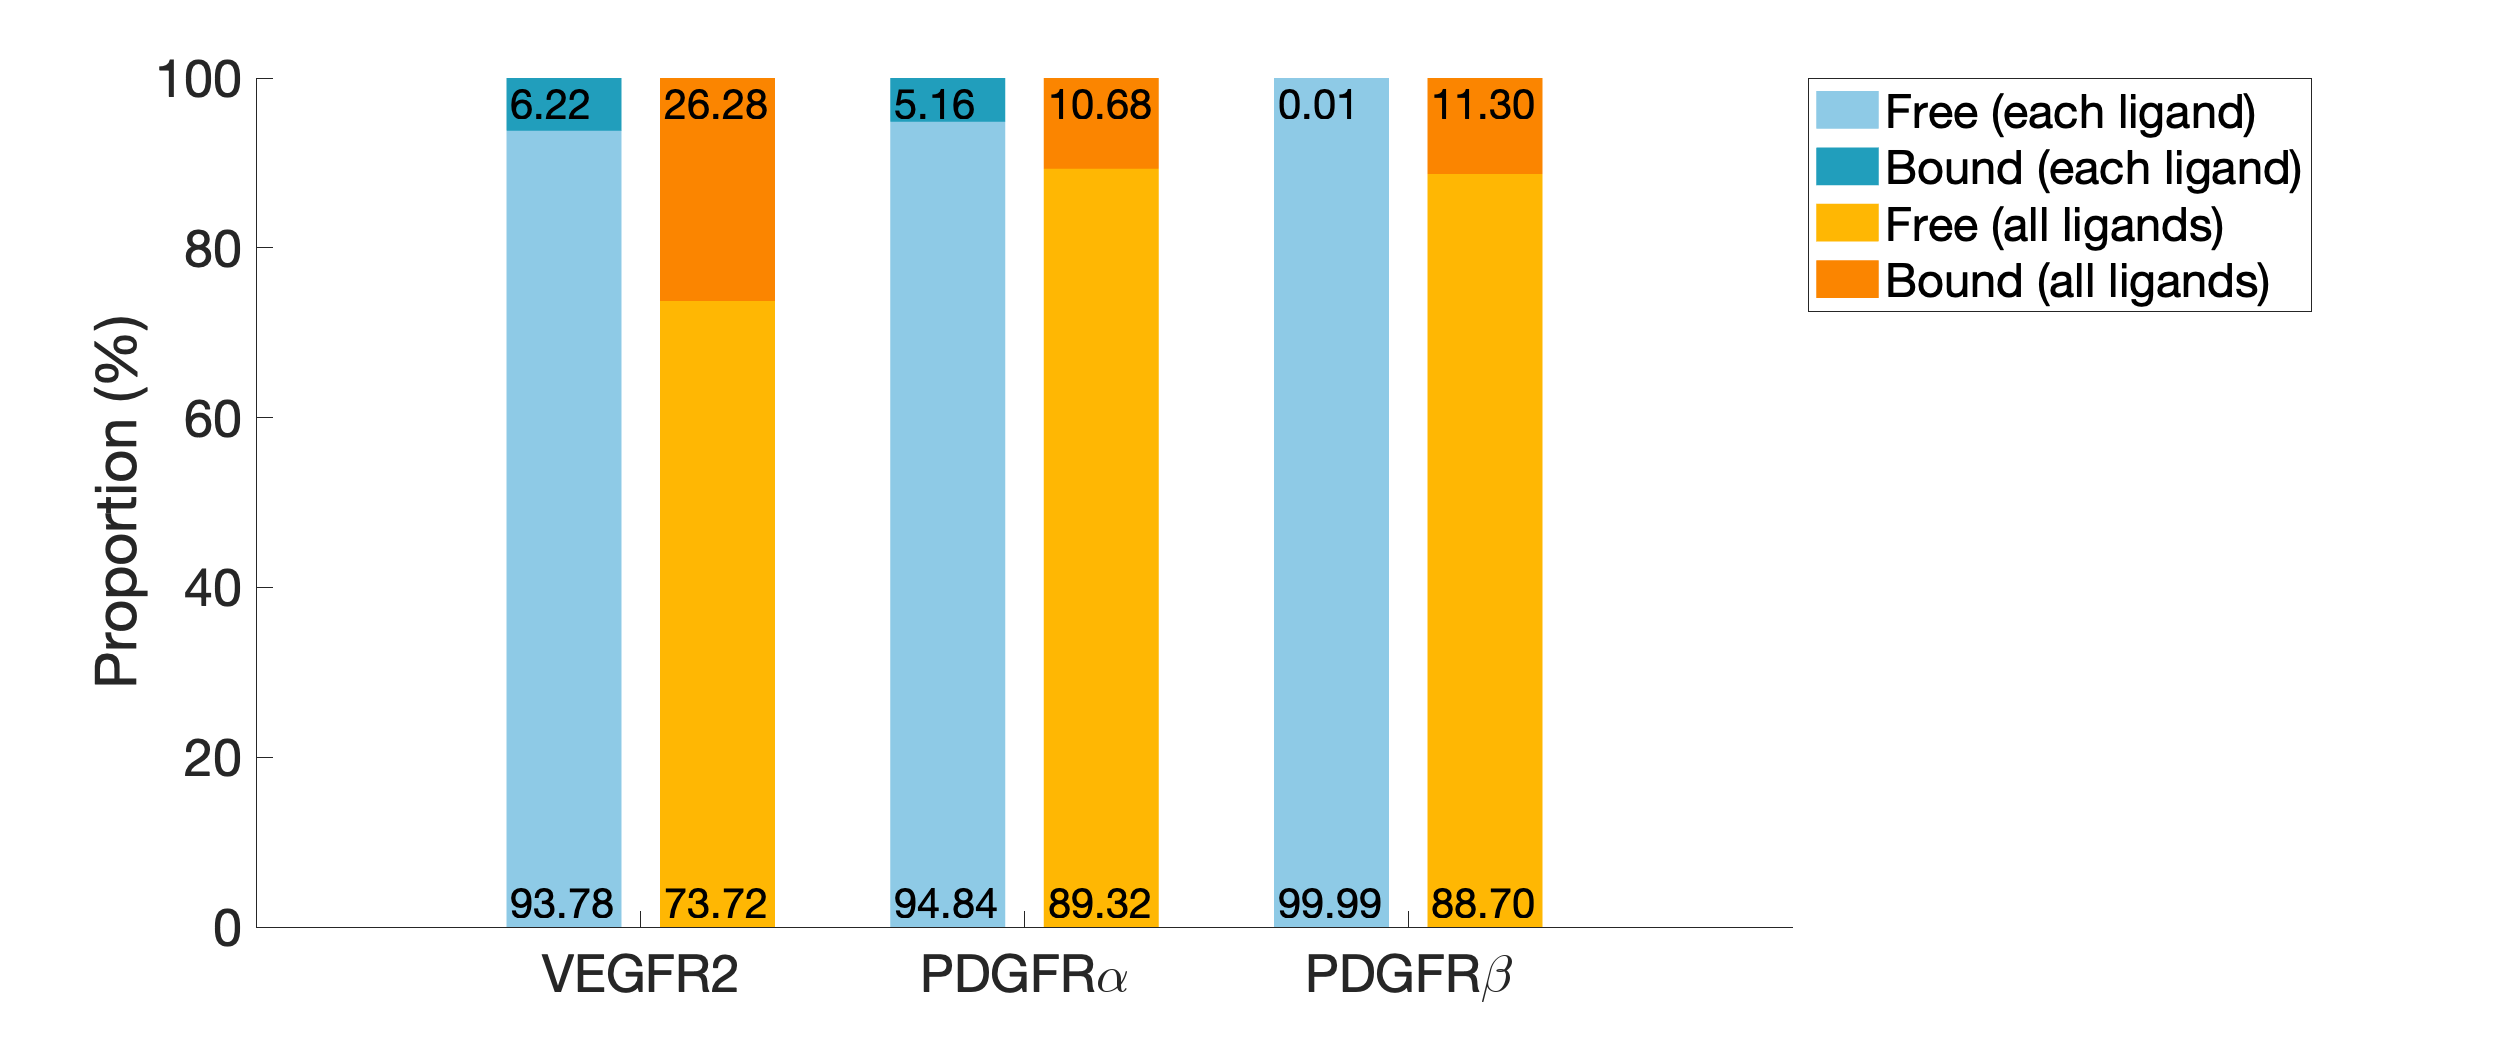 Proportion (%)
100
80
60
40
20
0
6.22 26.28 5.16 10.68 0.01 11.30
93.78 73.72 94.84 89.32 99.99 88.70
VEGFR2 PDGFRα PDGFRβ
Free (each ligand)
Bound (each ligand)
Free (all ligands)
Bound (all ligands)